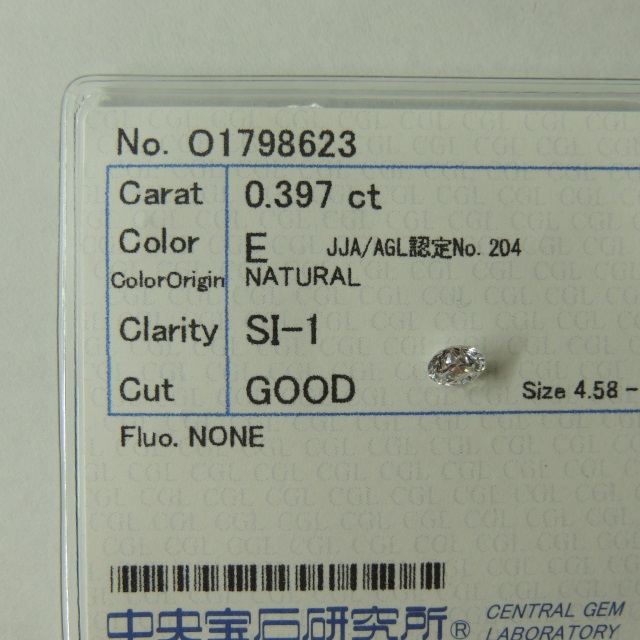 No. O1798623
Carat 0.397 ct
Color E JJA/AGL認定No. 204
ColorOrigin NATURAL
Clarity SI-1
Cut GOOD Size 4.58 -
Fluo. NONE
中央宝石研究所® CENTRAL GEM
LABORATORY